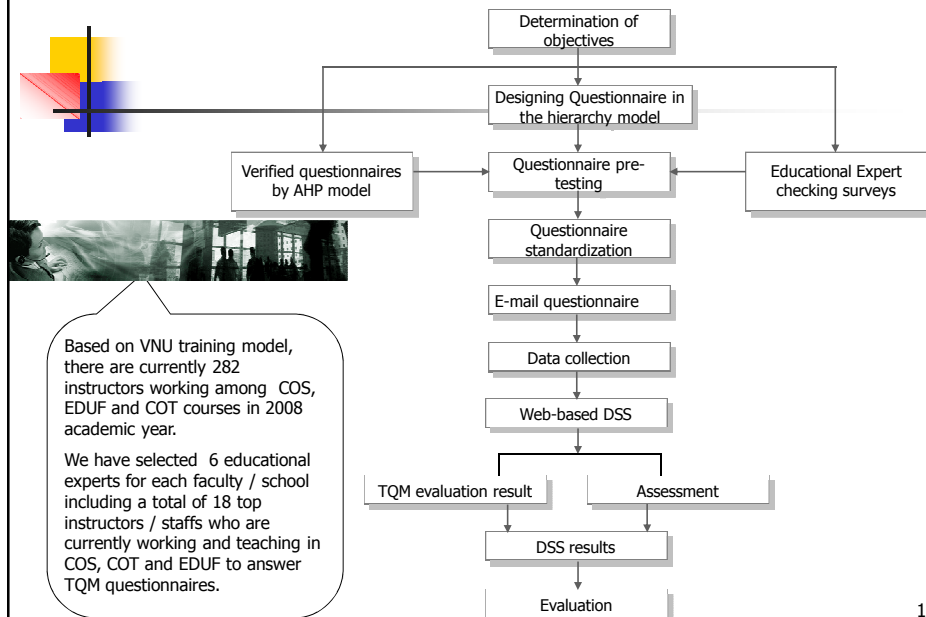 Determination of
objectives
Designing Questionnaire in
the hierarchy model
Verified questionnaires
by AHP model
Questionnaire pre-
testing
Educational Expert
checking surveys
Questionnaire
standardization
E-mail questionnaire
Data collection
Web-based DSS
TQM evaluation result
Assessment
DSS results
Evaluation
Based on VNU training model,
there are currently 282
instructors working among COS,
EDUF and COT courses in 2008
academic year.
We have selected 6 educational
experts for each faculty / school
including a total of 18 top
instructors / staffs who are
currently working and teaching in
COS, COT and EDUF to answer
TQM questionnaires.
1